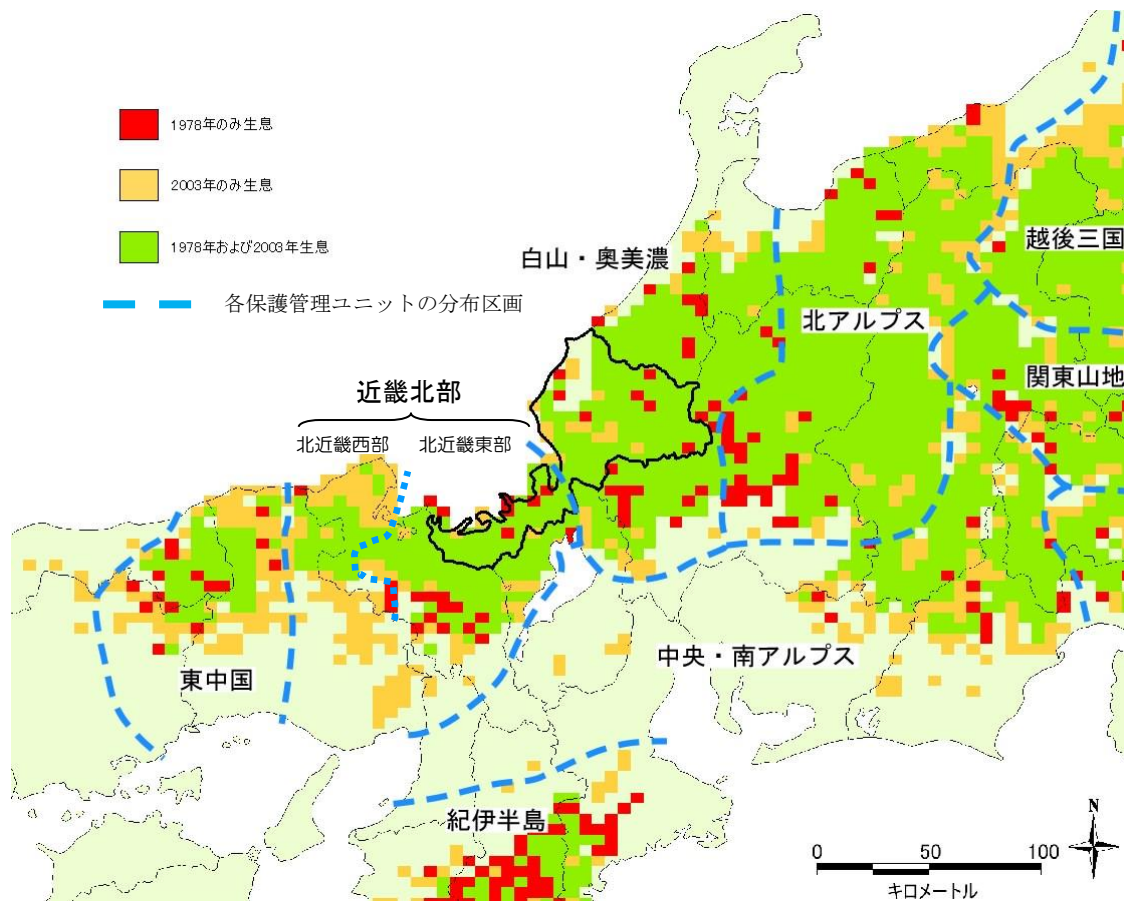 1978年のみ生息
2003年のみ生息
1978年および2003年生息
各保護管理ユニットの分布区画
白山・奥美濃
越後三国
北アルプス
関東山地
近畿北部
北近畿西部
北近畿東部
東中国
中央・南アルプス
紀伊半島
N
0 50 100
キロメートル